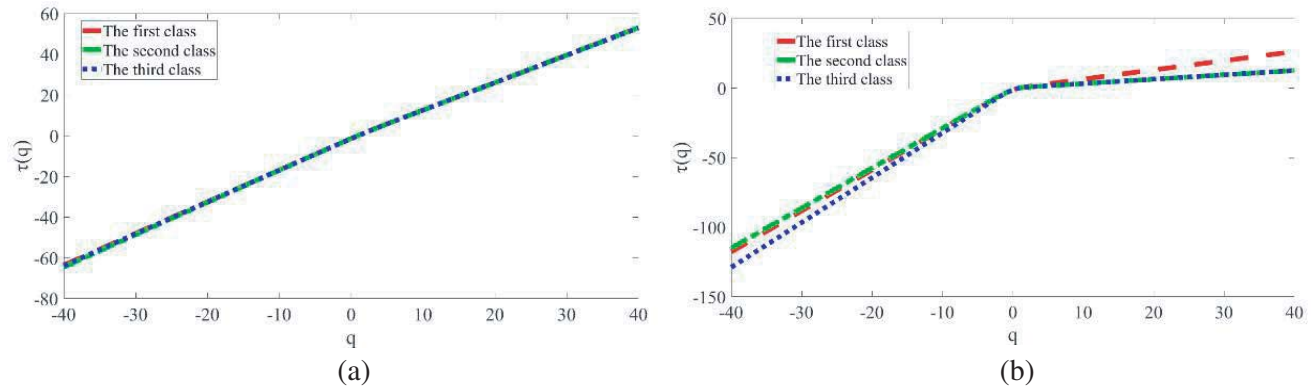 60
40
20
0
-20
-40
-60
-80
τ(q)
The first class
The second class
The third class
-40 -30 -20 -10 0 10 20 30 40
q
(a)
50
0
-50
-100
-150
τ(q)
The first class
The second class
The third class
-40 -30 -20 -10 0 10 20 30 40
q
(b)